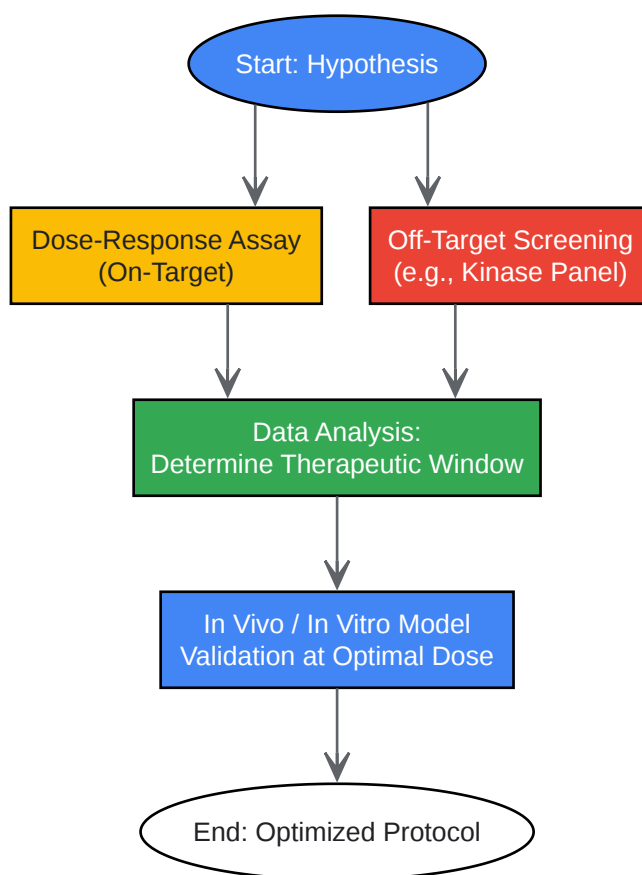 Start: Hypothesis
Dose-Response Assay
(On-Target)
Off-Target Screening
(e.g., Kinase Panel)
Data Analysis:
Determine Therapeutic Window
In Vivo / In Vitro Model
Validation at Optimal Dose
End: Optimized Protocol